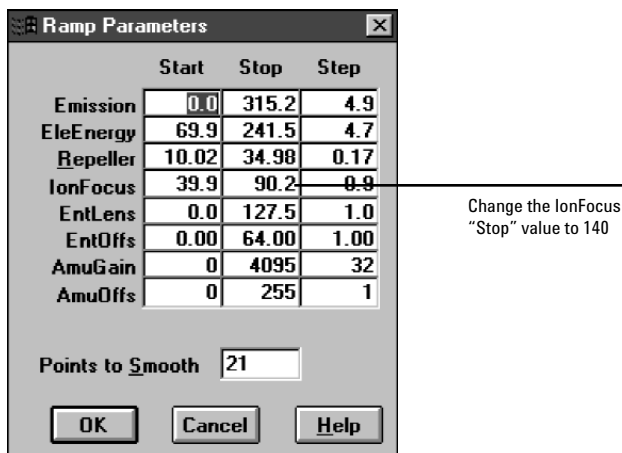 Ramp Parameters
Start Stop Step
Emission 0.0 315.2 4.9
EleEnergy 69.9 241.5 4.7
Repeller 10.02 34.98 0.17
IonFocus 39.9 90.2 0.9
EntLens 0.0 127.5 1.0
EntOffs 0.00 64.00 1.00
AmuGain 0 4095 32
AmuOffs 0 255 1
Change the IonFocus
“Stop” value to 140
Points to Smooth 21
OK Cancel Help